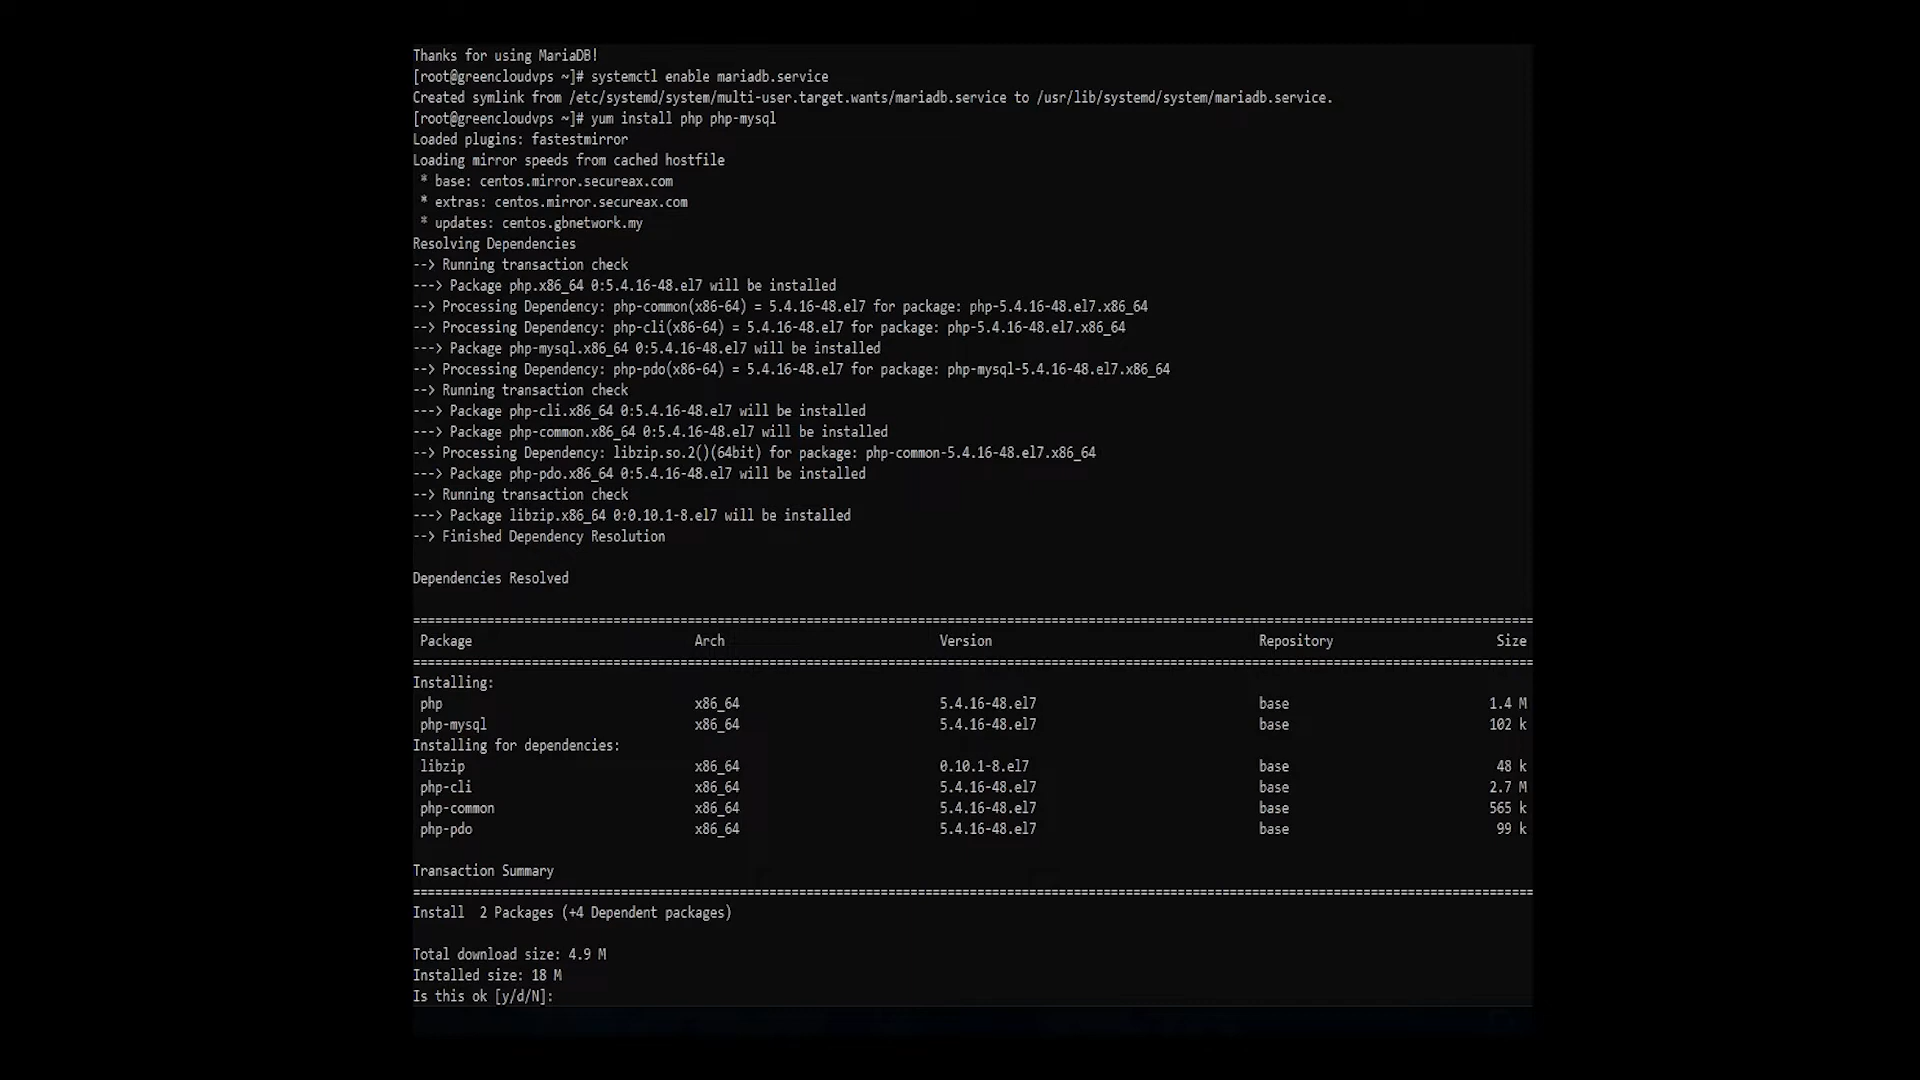 Thanks for using MariaDB!
[root@greencloudvps ~]# systemctl enable mariadb.service
Created symlink from /etc/systemd/system/multi-user.target.wants/mariadb.service to /usr/lib/systemd/system/mariadb.service.
[root@greencloudvps ~]# yum install php php-mysql
Loaded plugins: fastestmirror
Loading mirror speeds from cached hostfile
 * base: centos.mirror.secureax.com
 * extras: centos.mirror.secureax.com
 * updates: centos.gbnetwork.my
Resolving Dependencies
--> Running transaction check
---> Package php.x86_64 0:5.4.16-48.el7 will be installed
--> Processing Dependency: php-common(x86-64) = 5.4.16-48.el7 for package: php-5.4.16-48.el7.x86_64
--> Processing Dependency: php-cli(x86-64) = 5.4.16-48.el7 for package: php-5.4.16-48.el7.x86_64
---> Package php-mysql.x86_64 0:5.4.16-48.el7 will be installed
--> Processing Dependency: php-pdo(x86-64) = 5.4.16-48.el7 for package: php-mysql-5.4.16-48.el7.x86_64
--> Running transaction check
---> Package php-cli.x86_64 0:5.4.16-48.el7 will be installed
---> Package php-common.x86_64 0:5.4.16-48.el7 will be installed
--> Processing Dependency: libzip.so.2()(64bit) for package: php-common-5.4.16-48.el7.x86_64
---> Package php-pdo.x86_64 0:5.4.16-48.el7 will be installed
--> Running transaction check
---> Package libzip.x86_64 0:0.10.1-8.el7 will be installed
--> Finished Dependency Resolution
Dependencies Resolved
Package Arch Version Repository Size
Installing:
php x86_64 5.4.16-48.el7 base 1.4 M
php-mysql x86_64 5.4.16-48.el7 base 102 k
Installing for dependencies:
libzip x86_64 0.10.1-8.el7 base 48 k
php-cli x86_64 5.4.16-48.el7 base 2.7 M
php-common x86_64 5.4.16-48.el7 base 565 k
php-pdo x86_64 5.4.16-48.el7 base 99 k
Transaction Summary
Install  2 Packages (+4 Dependent packages)
Total download size: 4.9 M
Installed size: 18 M
Is this ok [y/d/N]: